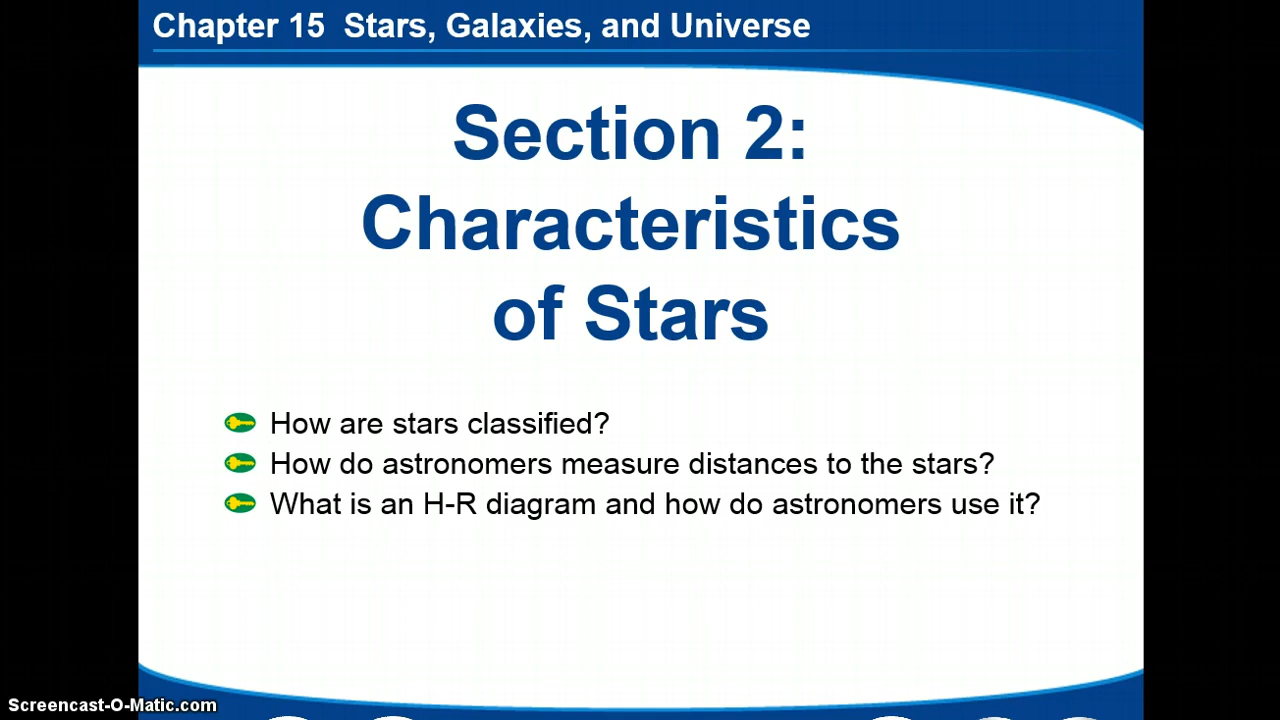 Chapter 15 Stars, Galaxies, and Universe
Section 2:
Characteristics
of Stars
How are stars classified?
How do astronomers measure distances to the stars?
What is an H-R diagram and how do astronomers use it?
Screencast-O-Matic.com